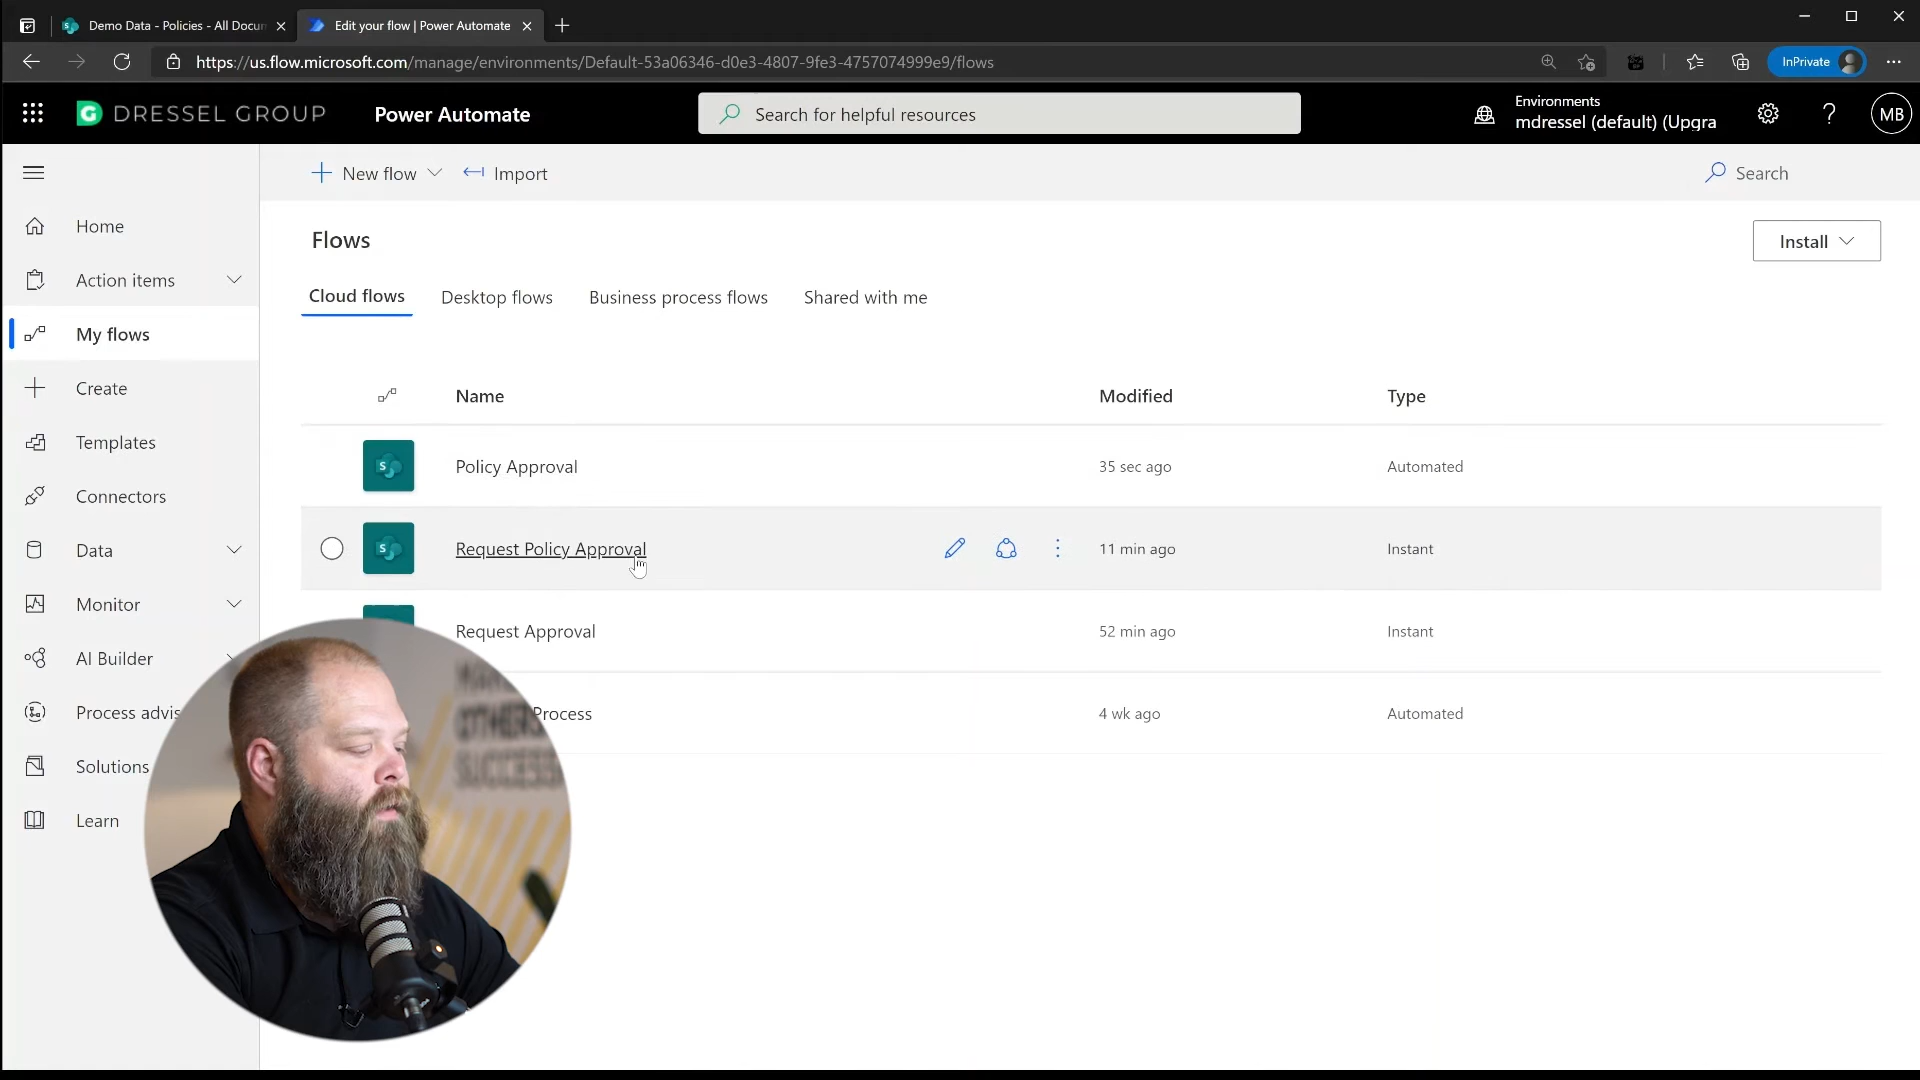 Demo Data - Policies - All Docun
Edit your flow | Power Automate
https://us.flow.microsoft.com/manage/environments/Default-53a06346-d0e3-4807-9fe3-4757074999e9/flows
InPrivate
DRESSEL GROUP
Power Automate
Search for helpful resources
Environments
mdressel (default) (Upgra
MB
New flow
Import
Search
Home
Action items
My flows
Create
Templates
Connectors
Data
Monitor
AI Builder
Process advis
Solutions
Learn
Flows
Install
Cloud flows
Desktop flows
Business process flows
Shared with me
Name
Modified
Type
Policy Approval
35 sec ago
Automated
Request Policy Approval
11 min ago
Instant
Request Approval
52 min ago
Instant
Process
4 wk ago
Automated